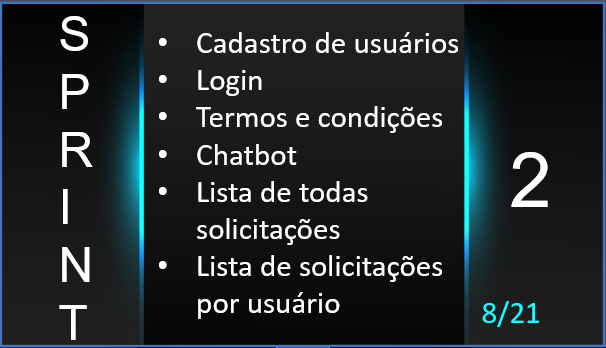 SPRINT
• Cadastro de usuários
• Login
• Termos e condições
• Chatbot
• Lista de todas
solicitações
• Lista de solicitações
por usuário
2
8/21